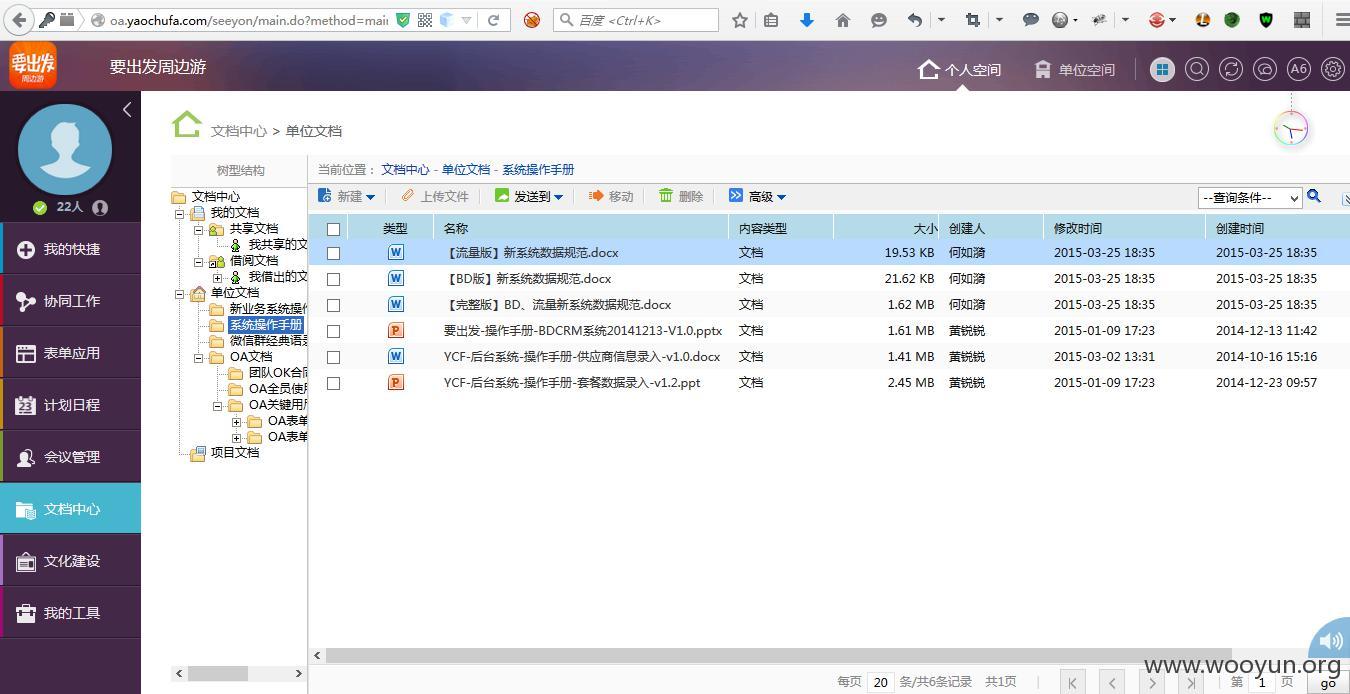 oa.yaochufa.com/seeyon/main.do?method=mai
百度 <Ctrl+K>
要出发
周边游
要出发周边游
个人空间
单位空间
A6
22人
我的快捷
协同工作
表单应用
23
计划日程
会议管理
文档中心
文化建设
我的工具
文档中心 > 单位文档
树型结构
文档中心
我的文档
共享文档
我共享的文
借阅文档
我借出的文
单位文档
新业务系统操作
系统操作手册
微信群经典语录
OA文档
团队OK合同
OA全员使用
OA关键用户
OA表单
OA表单
项目文档
当前位置： 文档中心 - 单位文档 - 系统操作手册
新建 上传文件 发送到 移动 删除 高级 --查询条件--
类型 名称 内容类型 大小 创建人 修改时间 创建时间
【流量版】新系统数据规范.docx 文档 19.53 KB 何如漪 2015-03-25 18:35 2015-03-25 18:35
【BD版】新系统数据规范.docx 文档 21.62 KB 何如漪 2015-03-25 18:35 2015-03-25 18:35
【完整版】BD、流量新系统数据规范.docx 文档 1.62 MB 何如漪 2015-03-25 18:35 2015-03-25 18:35
要出发-操作手册-BDCRM系统20141213-V1.0.pptx 文档 1.61 MB 黄锐锐 2015-01-09 17:23 2014-12-13 11:42
YCF-后台系统-操作手册-供应商信息录入-v1.0.docx 文档 1.41 MB 黄锐锐 2015-03-02 13:31 2014-10-16 15:16
YCF-后台系统-操作手册-套餐数据录入-v1.2.ppt 文档 2.45 MB 黄锐锐 2015-01-09 17:23 2014-12-23 09:57
www.wooyun.org
每页 20 条/共6条记录 共1页 第 1 页 go